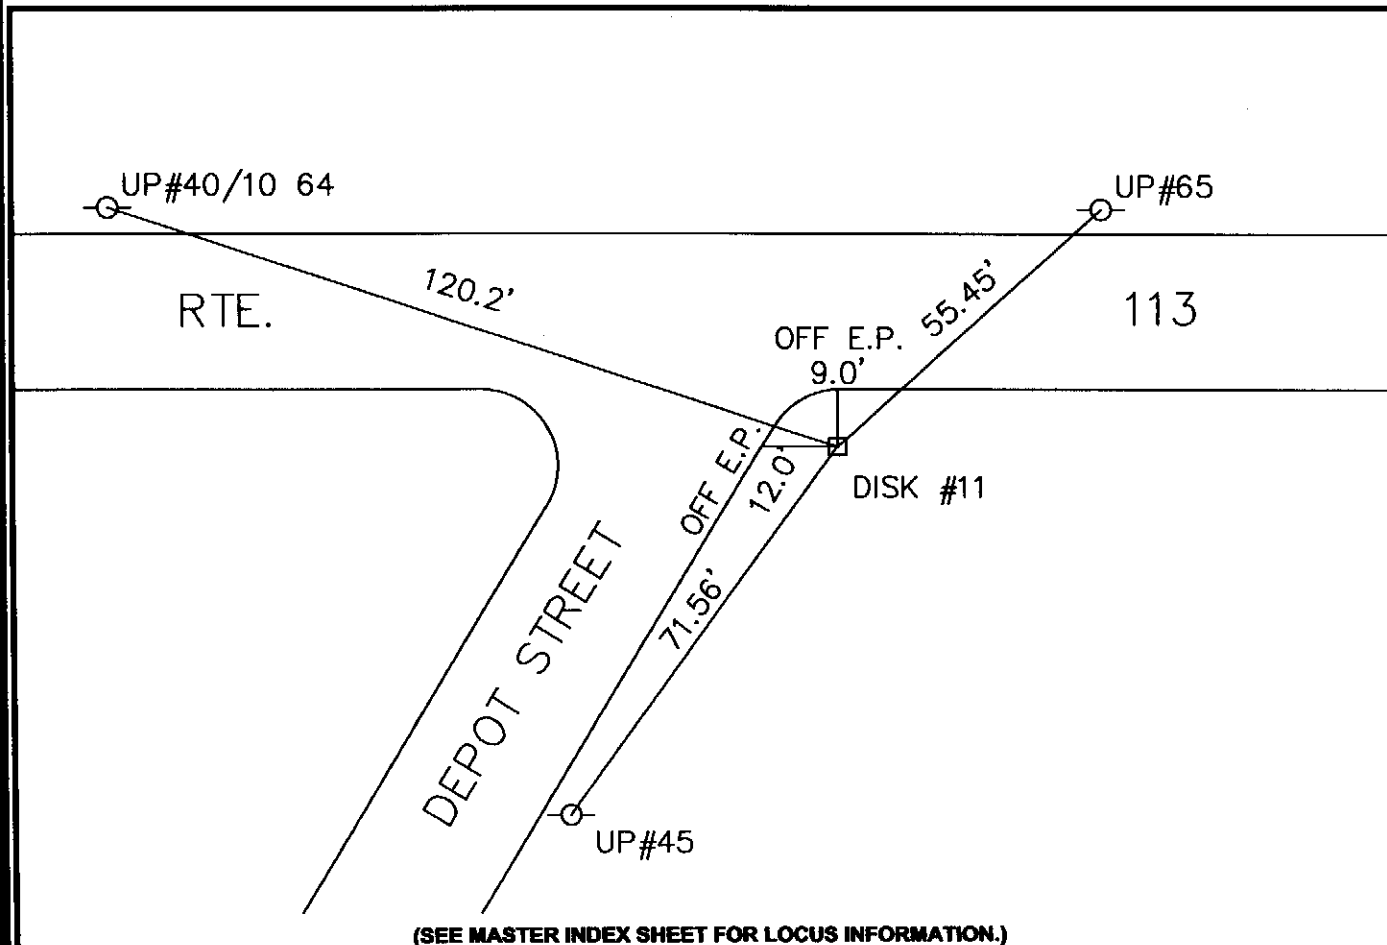 UP#40/10 64
UP#65
120.2'
55.45'
RTE.
113
OFF E.P.
9.0'
OFF E.P.
12.0'
DISK #11
71.56'
DEPOT STREET
UP#45
(SEE MASTER INDEX SHEET FOR LOCUS INFORMATION.)